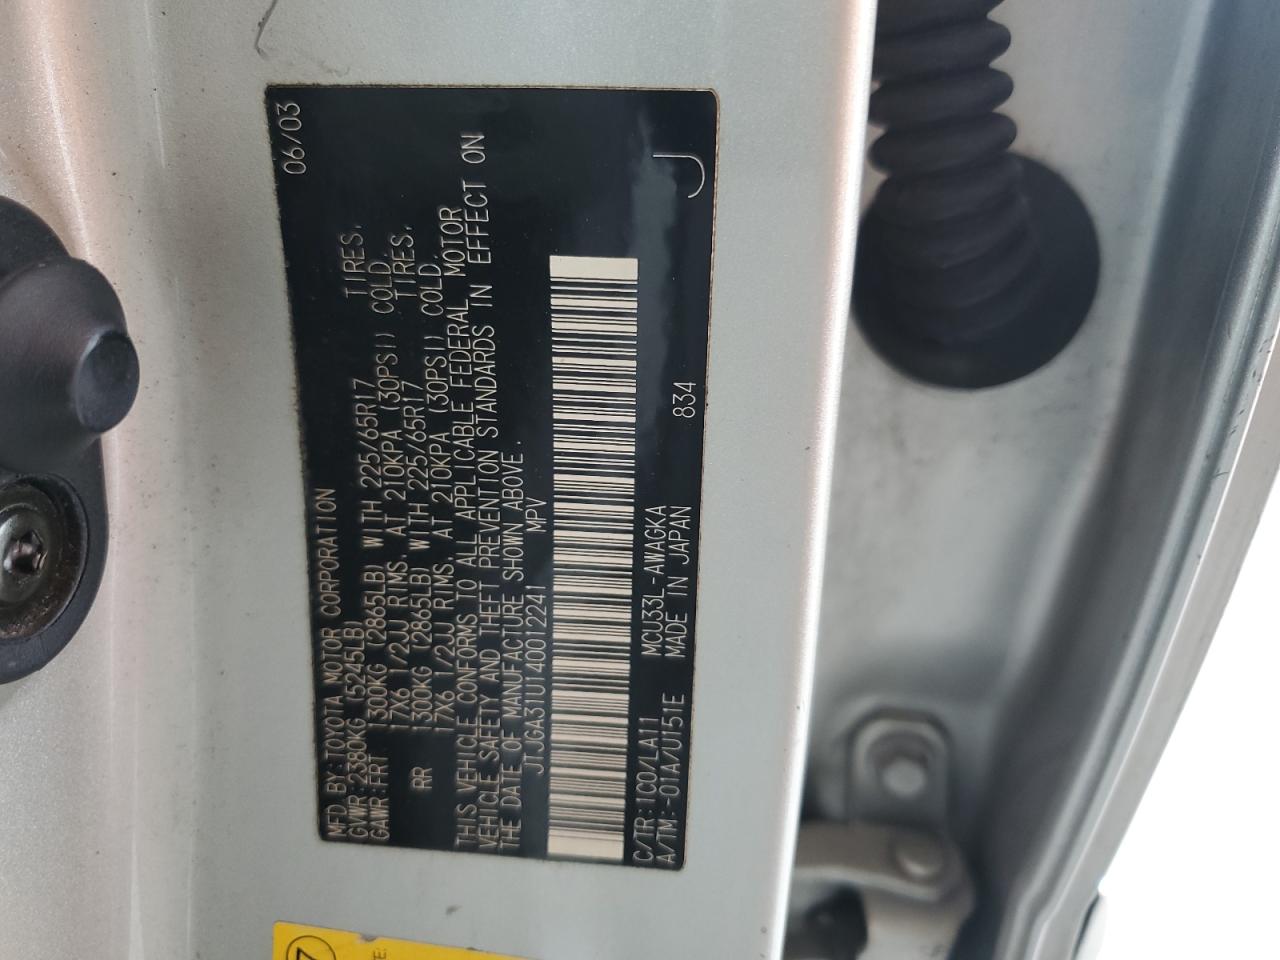 MFD BY:TOYOTA MOTOR CORPORATION 06/03
GVWR:2380KG (5245LB)
GAWR:FRT 1300KG (2865LB) WITH 225/65R17 TIRES,
17X6 1/2JJ RIMS, AT 210KPA (30PSI) COLD.
RR 1300KG (2865LB) WITH 225/65R17 TIRES,
17X6 1/2JJ RIMS, AT 210KPA (30PSI) COLD.
THIS VEHICLE CONFORMS TO ALL APPLICABLE FEDERAL MOTOR
VEHICLE SAFETY AND THEFT PREVENTION STANDARDS IN EFFECT ON
THE DATE OF MANUFACTURE SHOWN ABOVE.
JTJGA31U140012241 MPV
C/TR:1C0/LA11 MCU33L-AWAGKA
A/TM:-01A/U151E MADE IN JAPAN 834 J
7